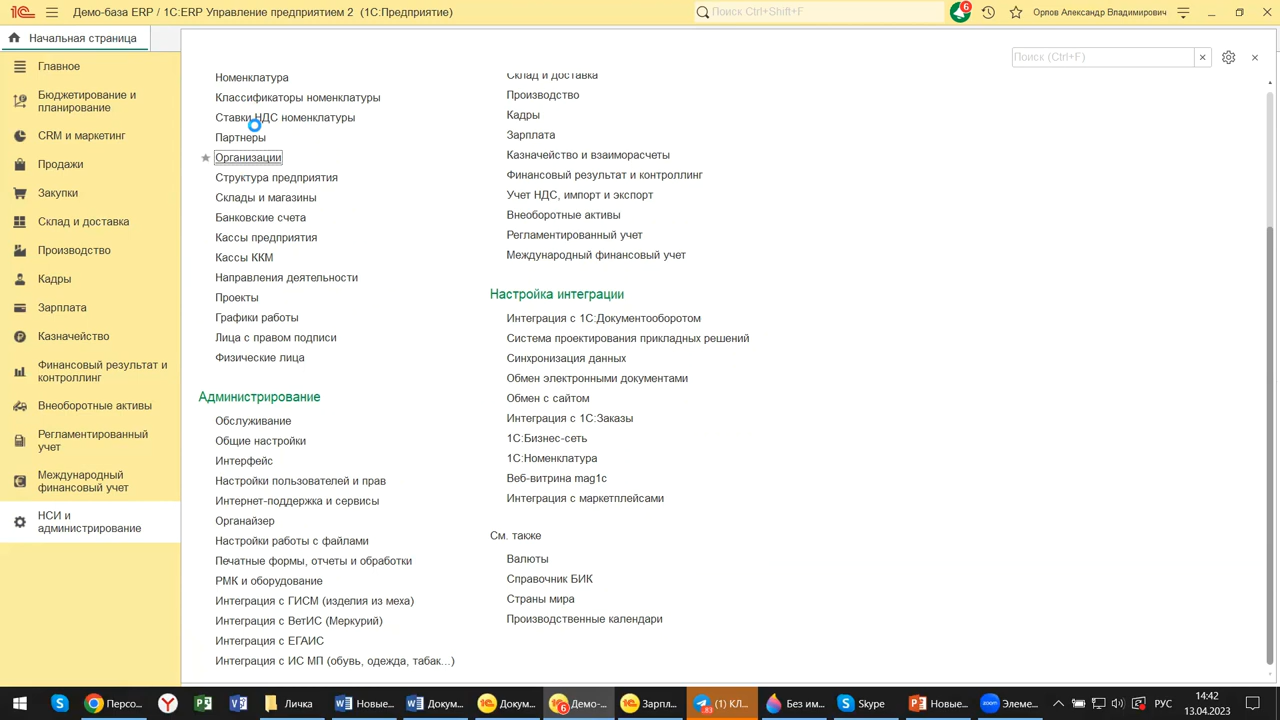 Демо-база ERP / 1С:ERP Управление предприятием 2 (1С:Предприятие)
Поиск Ctrl+Shift+F
6
Орлов Александр Владимирович
Начальная страница
Поиск (Ctrl+F)
Главное
Бюджетирование и
планирование
CRM и маркетинг
Продажи
Закупки
Склад и доставка
Производство
Кадры
Зарплата
Казначейство
Финансовый результат и
контроллинг
Внеоборотные активы
Регламентированный
учет
Международный
финансовый учет
НСИ и
администрирование
Номенклатура
Классификаторы номенклатуры
Ставки НДС номенклатуры
Партнеры
Организации
Структура предприятия
Склады и магазины
Банковские счета
Кассы предприятия
Кассы ККМ
Направления деятельности
Проекты
Графики работы
Лица с правом подписи
Физические лица
Администрирование
Обслуживание
Общие настройки
Интерфейс
Настройки пользователей и прав
Интернет-поддержка и сервисы
Органайзер
Настройки работы с файлами
Печатные формы, отчеты и обработки
РМК и оборудование
Интеграция с ГИСМ (изделия из меха)
Интеграция с ВетИС (Меркурий)
Интеграция с ЕГАИС
Интеграция с ИС МП (обувь, одежда, табак...)
Склад и доставка
Производство
Кадры
Зарплата
Казначейство и взаиморасчеты
Финансовый результат и контроллинг
Учет НДС, импорт и экспорт
Внеоборотные активы
Регламентированный учет
Международный финансовый учет
Настройка интеграции
Интеграция с 1С:Документооборотом
Система проектирования прикладных решений
Синхронизация данных
Обмен электронными документами
Обмен с сайтом
Интеграция с 1С:Заказы
1С:Бизнес-сеть
1С:Номенклатура
Веб-витрина mag1c
Интеграция с маркетплейсами
См. также
Валюты
Справочник БИК
Страны мира
Производственные календари
Персо...
Личка
Новые...
Докум...
Докум...
6
Демо-...
Зарпл...
83
(1) КЛ...
Без им...
Skype
Новые...
zoom
Элеме...
РУС
14:42
13.04.2023